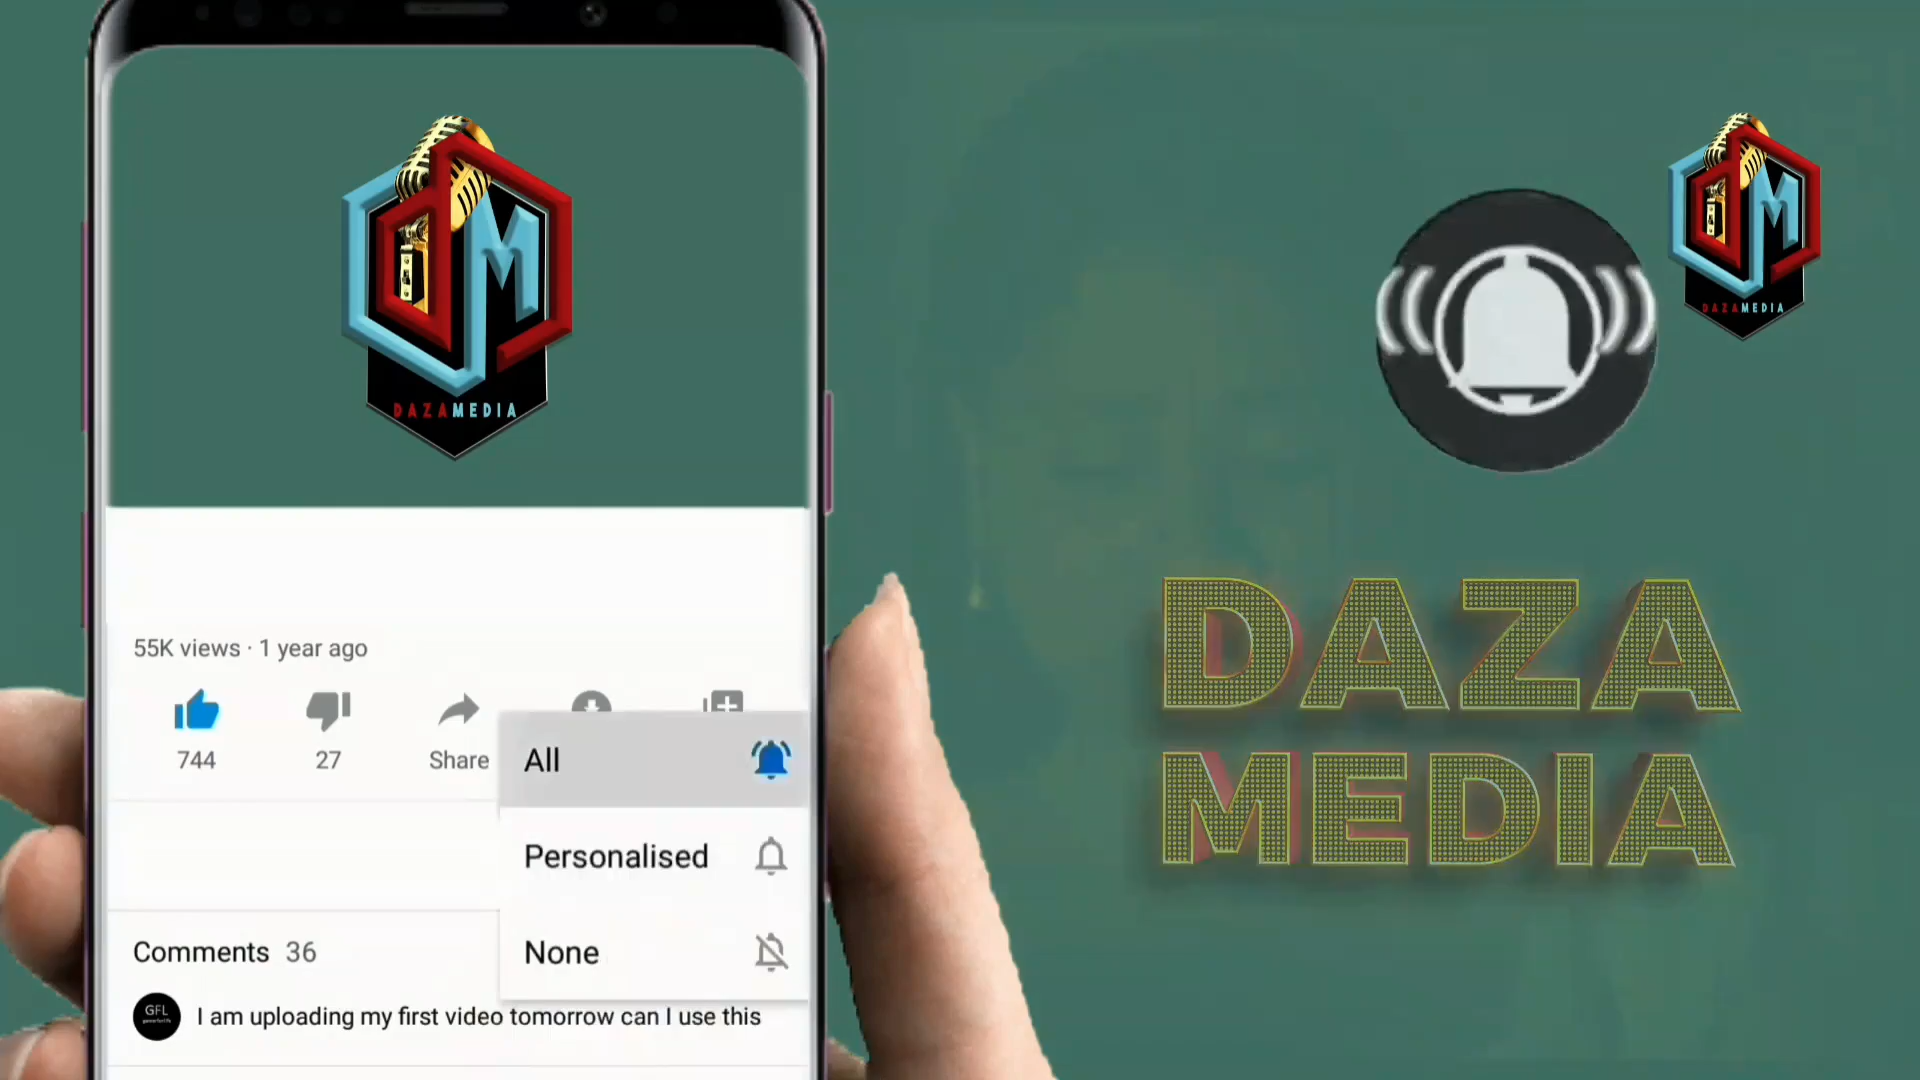 DAZAMEDIA
55K views · 1 year ago
744
27
Share
All
Personalised
None
Comments 36
GFL
I am uploading my first video tomorrow can I use this
DAZAMEDIA
DAZA
MEDIA